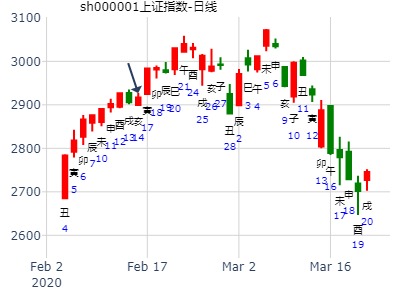 sh000001上证指数-日线
3100
3000
2900
2800
2700
2600
丑
4
寅
5
卯
6
辰
7
未
10
申
11
酉
12
戌
13
亥
14
寅
17
卯
18
辰
19
巳
20
午
21
酉
24
戌
25
亥
26
子
27
丑
28
辰
2
巳
3
午
4
未
5
申
6
亥
9
子
10
丑
11
寅
12
卯
13
午
16
未
17
申
18
酉
19
戌
20
Feb 2
2020
Feb 17
Mar 2
Mar 16